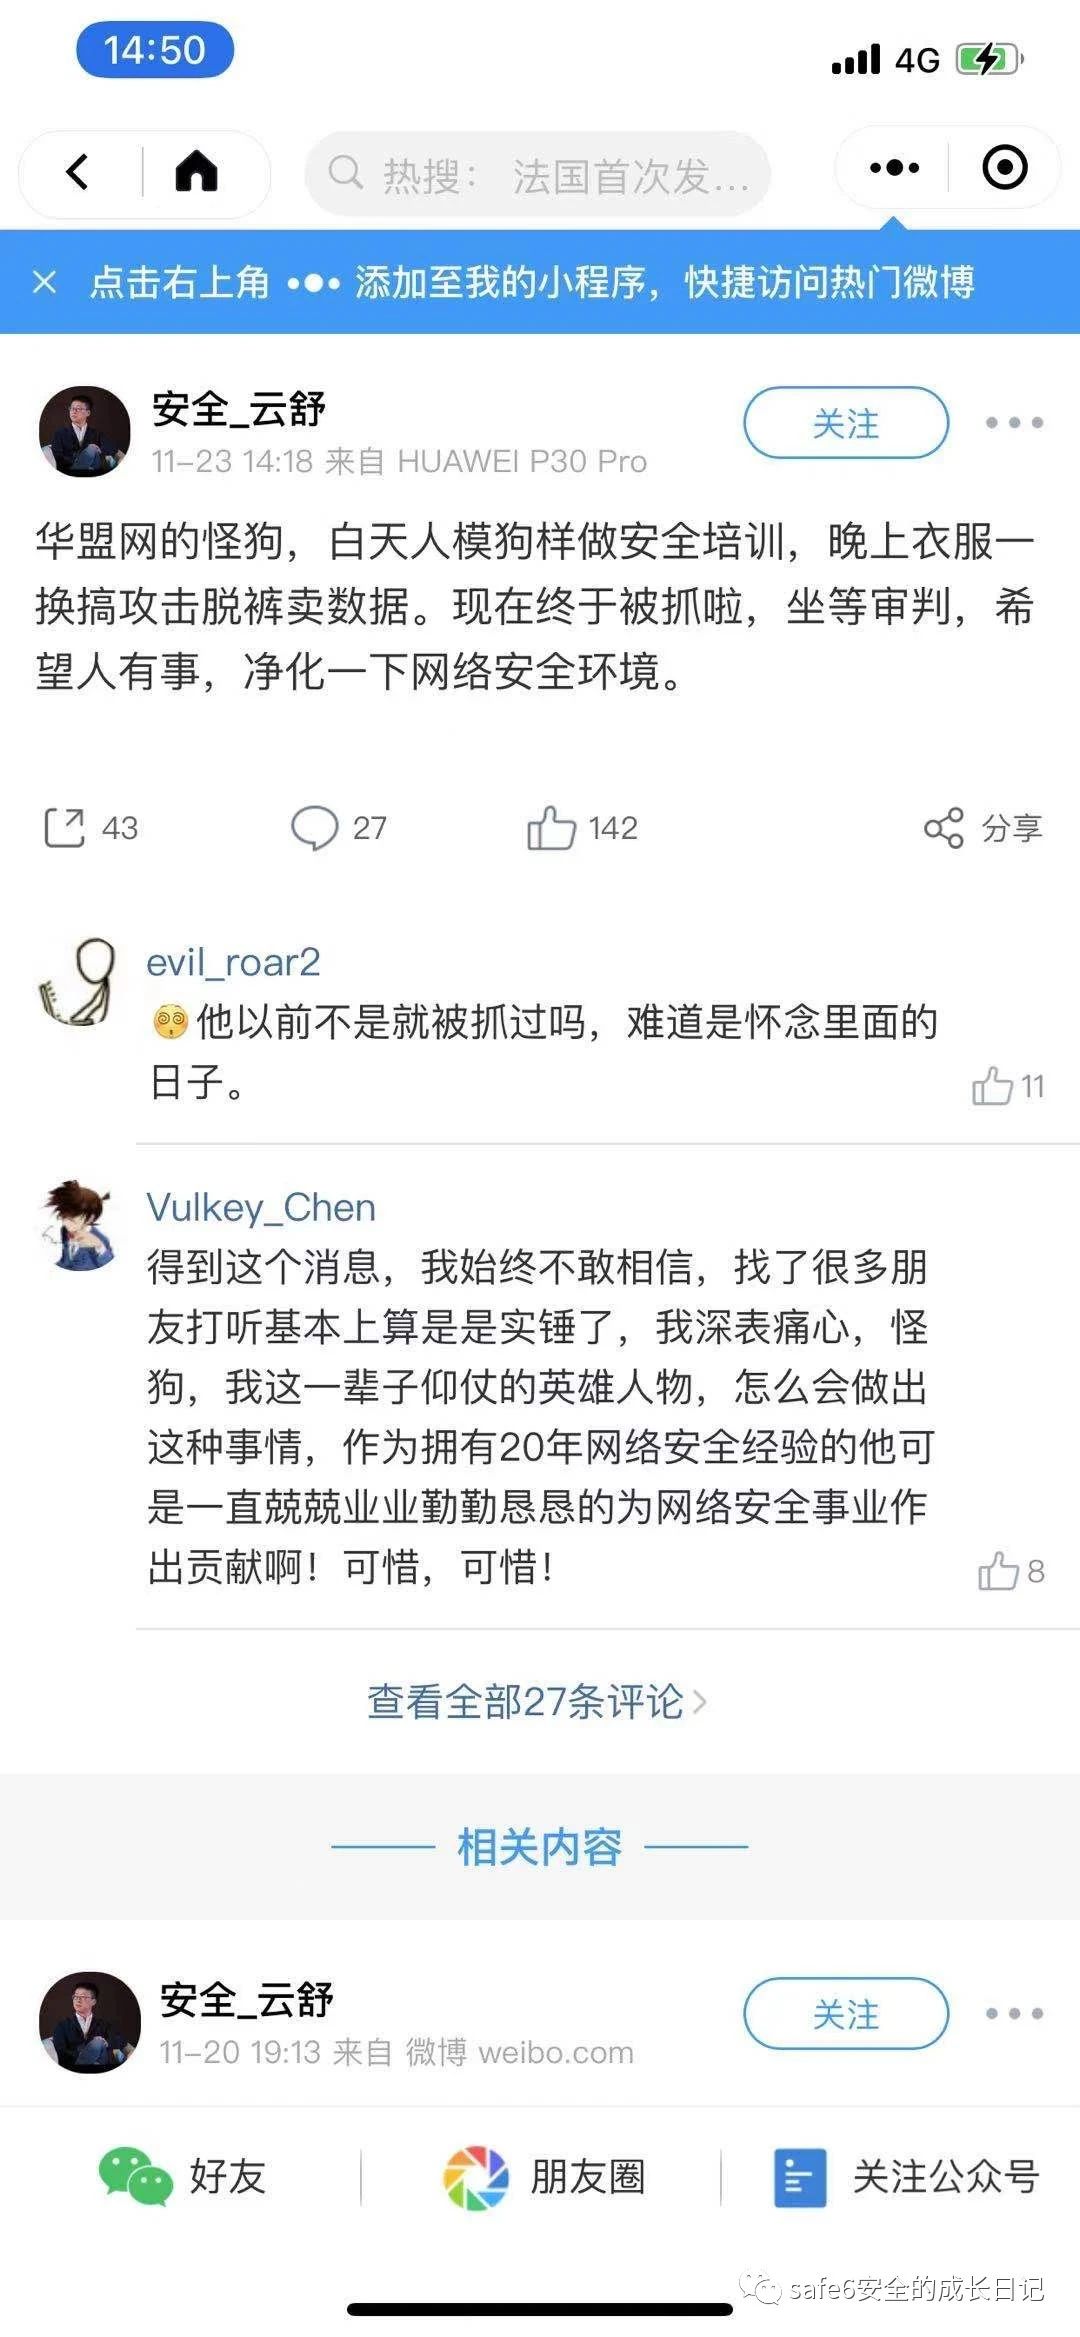 14:50
4G
热搜： 法国首次发...
点击右上角 ●●● 添加至我的小程序，快捷访问热门微博
安全_云舒
关注
11-23 14:18 来自 HUAWEI P30 Pro
华盟网的怪狗，白天人模狗样做安全培训，晚上衣服一
换搞攻击脱裤卖数据。现在终于被抓啦，坐等审判，希
望人有事，净化一下网络安全环境。
43
27
142
分享
evil_roar2
他以前不是就被抓过吗，难道是怀念里面的
日子。
11
Vulkey_Chen
得到这个消息，我始终不敢相信，找了很多朋
友打听基本上算是是实锤了，我深表痛心，怪
狗，我这一辈子仰仗的英雄人物，怎么会做出
这种事情，作为拥有20年网络安全经验的他可
是一直兢兢业业勤勤恳恳的为网络安全事业作
出贡献啊！可惜，可惜！
8
查看全部27条评论
相关内容
安全_云舒
关注
11-20 19:13 来自 微博 weibo.com
好友
朋友圈
关注公众号
safe6安全的成长日记